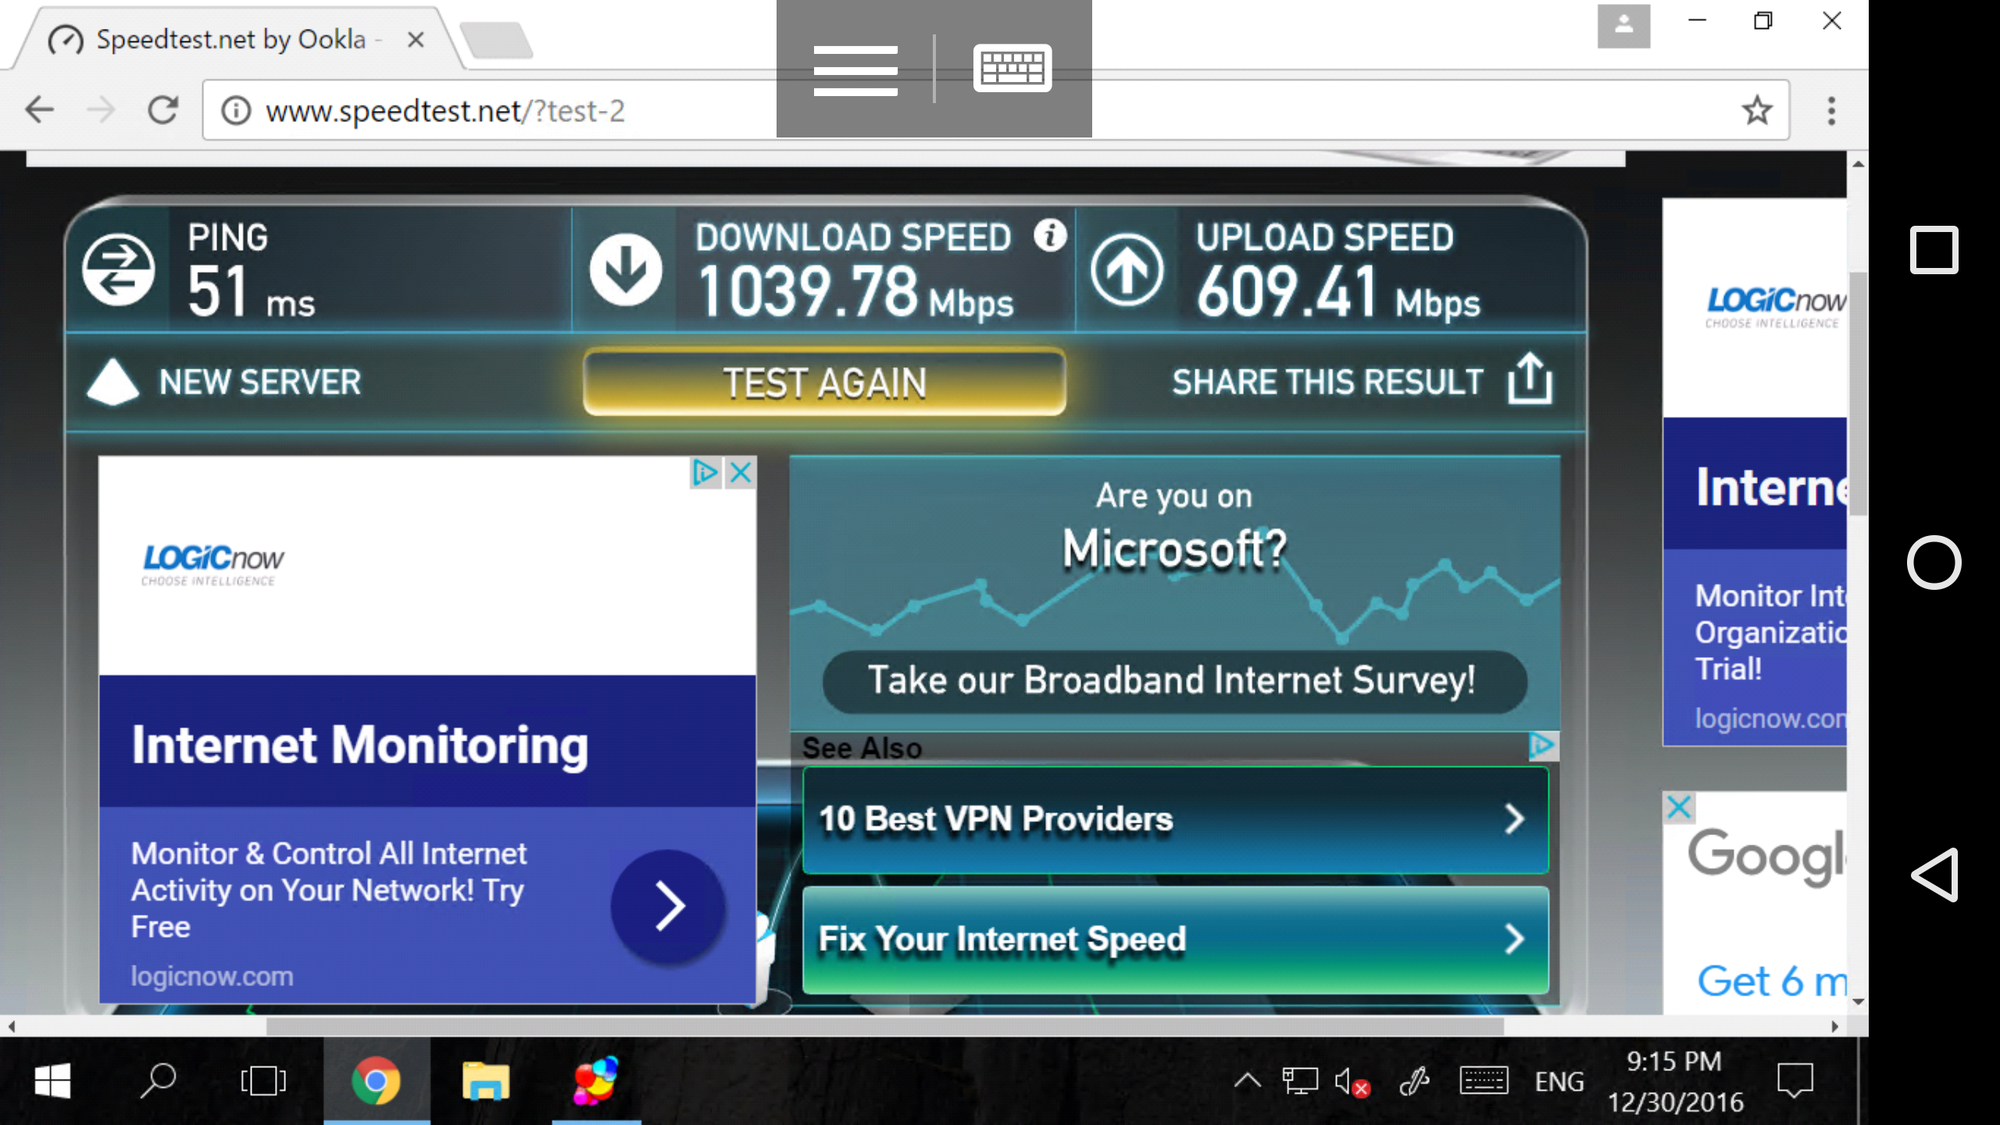 Speedtest.net by Ookla -
www.speedtest.net/?test-2
PING
51 ms
DOWNLOAD SPEED
1039.78 Mbps
UPLOAD SPEED
609.41 Mbps
NEW SERVER
TEST AGAIN
SHARE THIS RESULT
LOGiCnow
CHOOSE INTELLIGENCE
Internet Monitoring
Monitor & Control All Internet
Activity on Your Network! Try
Free
logicnow.com
Are you on
Microsoft?
Take our Broadband Internet Survey!
See Also
10 Best VPN Providers
Fix Your Internet Speed
LOGiCnow
CHOOSE INTELLIGENCE
Interne
Monitor Int
Organizatio
Trial!
logicnow.com
Googl
Get 6 m
ENG
9:15 PM
12/30/2016